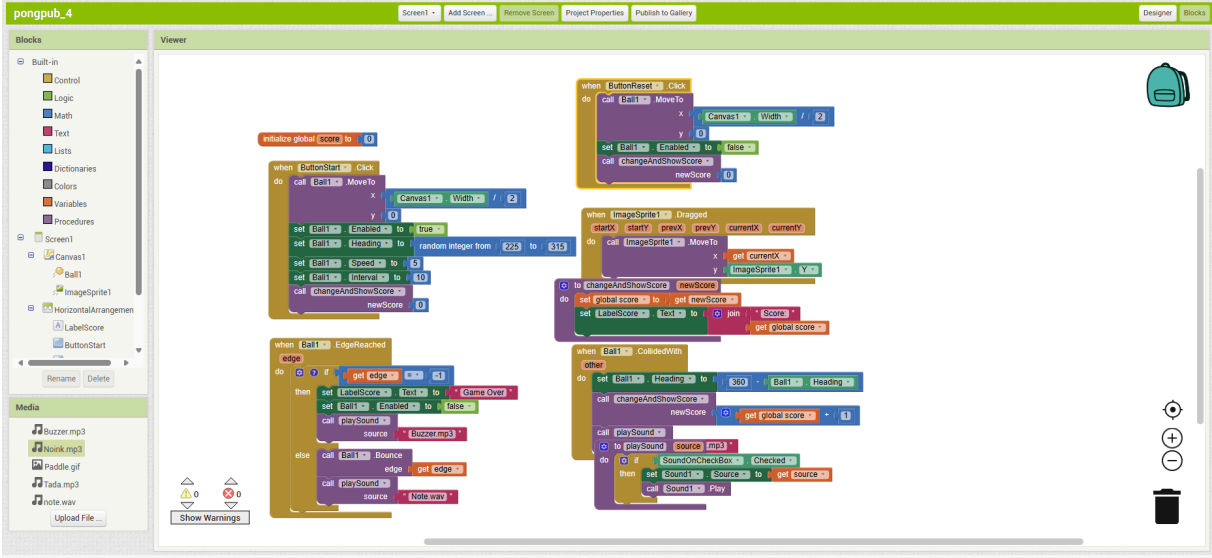 pongpub_4
Screen1
Add Screen ...
Remove Screen
Project Properties
Publish to Gallery
Designer
Blocks
Blocks
Built-in
Control
Logic
Math
Text
Lists
Dictionaries
Colors
Variables
Procedures
Screen1
Canvas1
Ball1
ImageSprite1
HorizontalArrangemen
LabelScore
ButtonStart
Rename
Delete
Media
Buzzer.mp3
Noink.mp3
Paddle.gif
Tada.mp3
note.wav
Upload File ...
Viewer
initialize global score to 0
when ButtonStart .Click
do call Ball1 .MoveTo
x Canvas1 . Width / 2
y 0
set Ball1 . Enabled to true
set Ball1 . Heading to random integer from 225 to 315
set Ball1 . Speed to 5
set Ball1 . Interval to 10
call changeAndShowScore
newScore 0
when Ball1 .EdgeReached
edge
do if get edge = -1
then set LabelScore . Text to " Game Over "
set Ball1 . Enabled to false
call playSound
source " Buzzer.mp3 "
else call Ball1 .Bounce
edge get edge
call playSound
source " Note.wav "
0 0
Show Warnings
when ButtonReset .Click
do call Ball1 .MoveTo
x Canvas1 . Width / 2
y 0
set Ball1 . Enabled to false
call changeAndShowScore
newScore 0
when ImageSprite1 .Dragged
startX startY prevX prevY currentX currentY
do call ImageSprite1 .MoveTo
x get currentX
y ImageSprite1 . Y
to changeAndShowScore newScore
do set global score to get newScore
set LabelScore . Text to join " Score: "
get global score
when Ball1 .CollidedWith
other
do set Ball1 . Heading to 360 - Ball1 . Heading
call changeAndShowScore
newScore get global score + 1
call playSound
to playSound source .mp3 "
do if SoundOnCheckBox . Checked
then set Sound1 . Source to get source
call Sound1 .Play